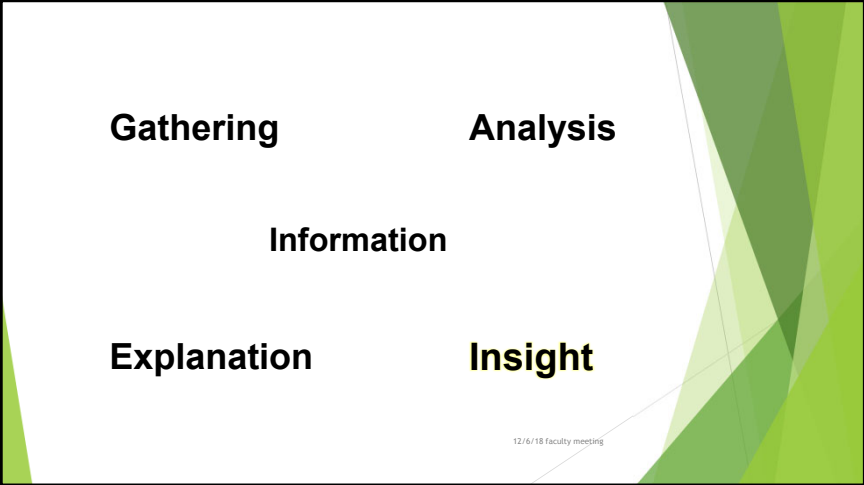 Gathering Analysis
Information
Explanation Insight
12/6/18 faculty meeting